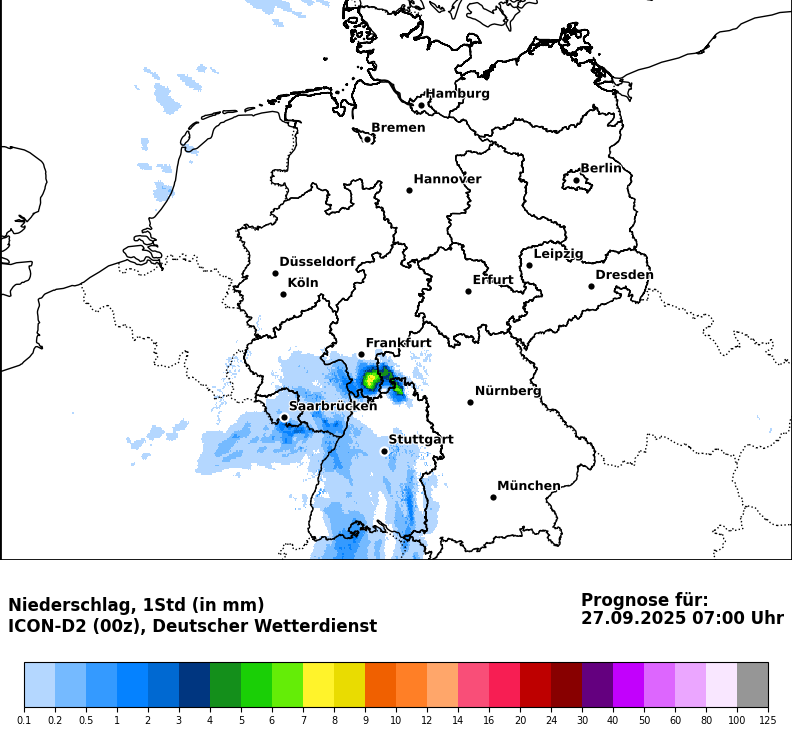 Hamburg
Bremen
Berlin
Hannover
Leipzig
Düsseldorf
Dresden
Köln
Erfurt
Frankfurt
Nürnberg
Saarbrücken
Stuttgart
München
Niederschlag, 1Std (in mm)
ICON-D2 (00z), Deutscher Wetterdienst
Prognose für:
27.09.2025 07:00 Uhr
0.1 0.2 0.5 1 2 3 4 5 6 7 8 9 10 12 14 16 20 24 30 40 50 60 80 100 125